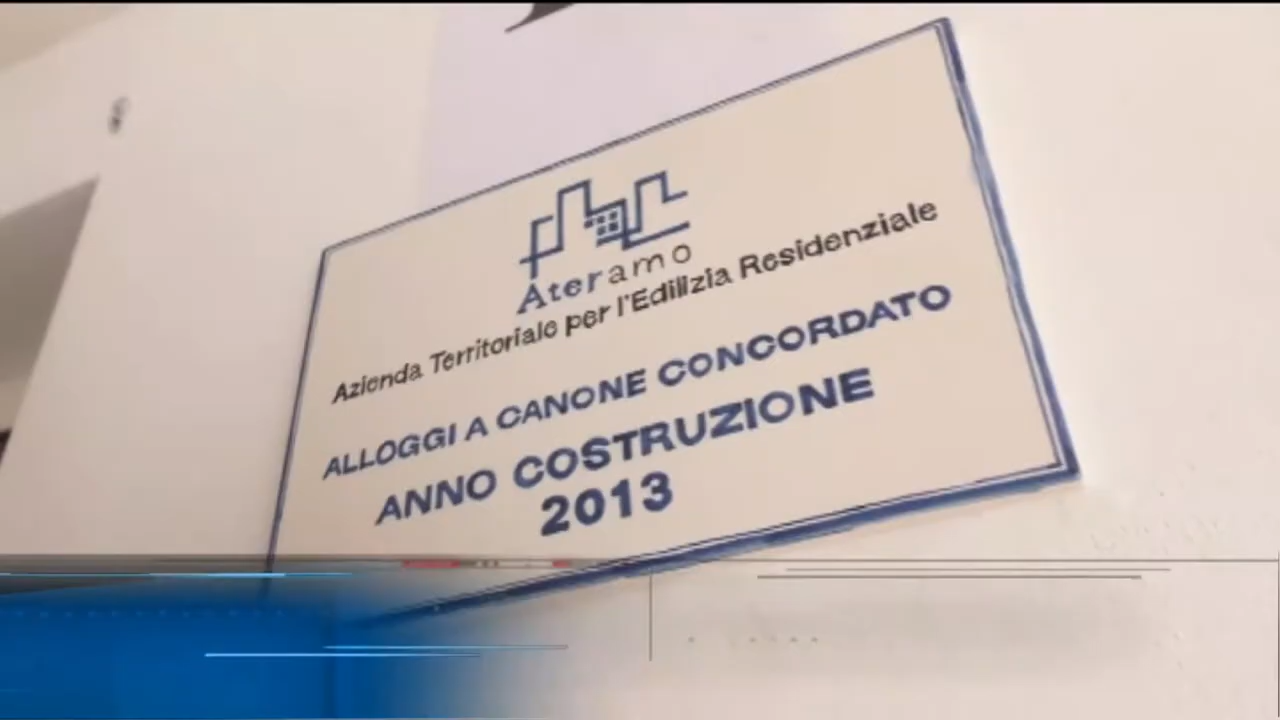 Ateramo
Azienda Territoriale per l'Edilizia Residenziale
ALLOGGI A CANONE CONCORDATO
ANNO COSTRUZIONE
2013